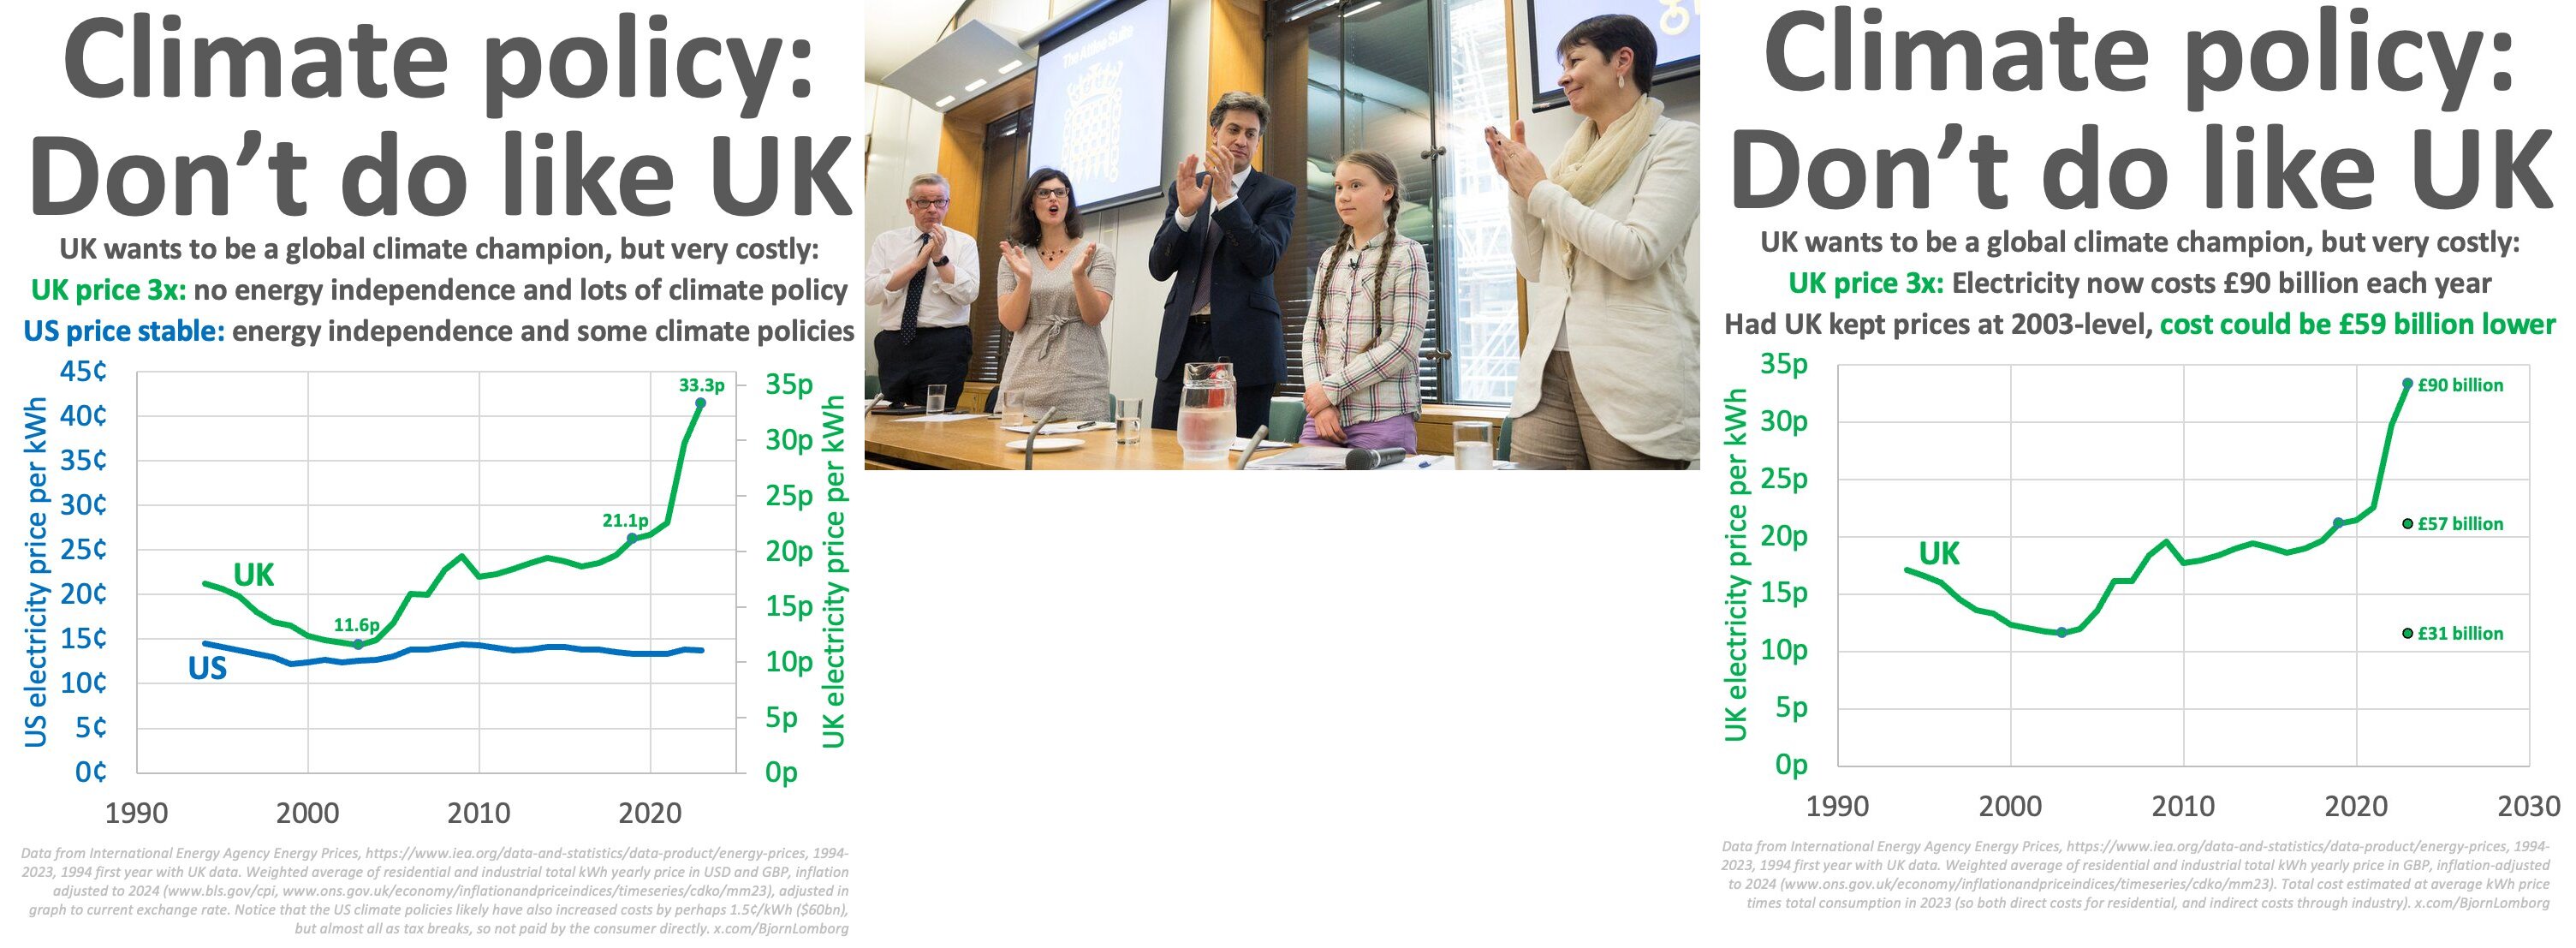 Climate policy:
Don't do like UK
UK wants to be a global climate champion, but very costly:
UK price 3x: no energy independence and lots of climate policy
US price stable: energy independence and some climate policies
45¢
40¢
35¢
30¢
25¢
20¢
15¢
10¢
5¢
0¢
US electricity price per kWh
UK
US
11.6p
21.1p
33.3p
35p
30p
25p
20p
15p
10p
5p
0p
UK electricity price per kWh
1990 2000 2010 2020
Data from International Energy Agency Energy Prices, https://www.iea.org/data-and-statistics/data-product/energy-prices, 1994-
2023, 1994 first year with UK data. Weighted average of residential and industrial total kWh yearly price in USD and GBP, inflation
adjusted to 2024 (www.bls.gov/cpi, www.ons.gov.uk/economy/inflationandpriceindices/timeseries/cdko/mm23), adjusted in
graph to current exchange rate. Notice that the US climate policies likely have also increased costs by perhaps 1.5¢/kWh ($60bn),
but almost all as tax breaks, so not paid by the consumer directly. x.com/BjornLomborg
The Attlee Suite
Climate policy:
Don't do like UK
UK wants to be a global climate champion, but very costly:
UK price 3x: Electricity now costs £90 billion each year
Had UK kept prices at 2003-level, cost could be £59 billion lower
35p
30p
25p
20p
15p
10p
5p
0p
UK electricity price per kWh
UK
£90 billion
£57 billion
£31 billion
1990 2000 2010 2020 2030
Data from International Energy Agency Energy Prices, https://www.iea.org/data-and-statistics/data-product/energy-prices, 1994-
2023, 1994 first year with UK data. Weighted average of residential and industrial total kWh yearly price in GBP, inflation-adjusted
to 2024 (www.ons.gov.uk/economy/inflationandpriceindices/timeseries/cdko/mm23). Total cost estimated at average kWh price
times total consumption in 2023 (so both direct costs for residential, and indirect costs through industry). x.com/BjornLomborg